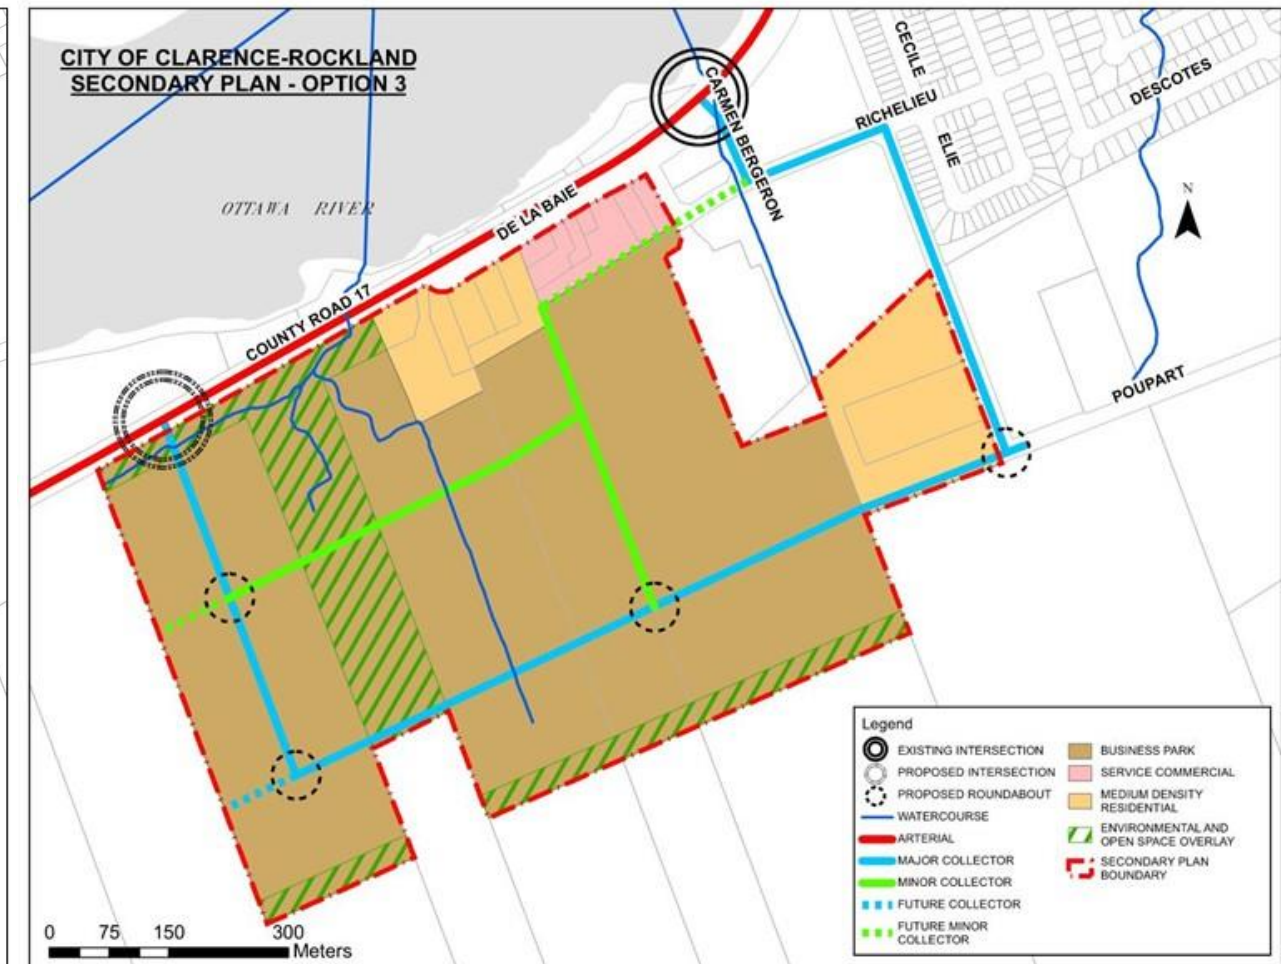 CITY OF CLARENCE-ROCKLAND
SECONDARY PLAN - OPTION 3
OTTAWA RIVER
COUNTY ROAD 17
DE LA BAIE
CARMEN BERGERON
RICHELIEU
CECILE
ELIE
DESCOTES
POUPART
N
Legend
EXISTING INTERSECTION
PROPOSED INTERSECTION
PROPOSED ROUNDABOUT
WATERCOURSE
ARTERIAL
MAJOR COLLECTOR
MINOR COLLECTOR
FUTURE COLLECTOR
FUTURE MINOR
COLLECTOR
BUSINESS PARK
SERVICE COMMERCIAL
MEDIUM DENSITY
RESIDENTIAL
ENVIRONMENTAL AND
OPEN SPACE OVERLAY
SECONDARY PLAN
BOUNDARY
0 75 150 300
Meters